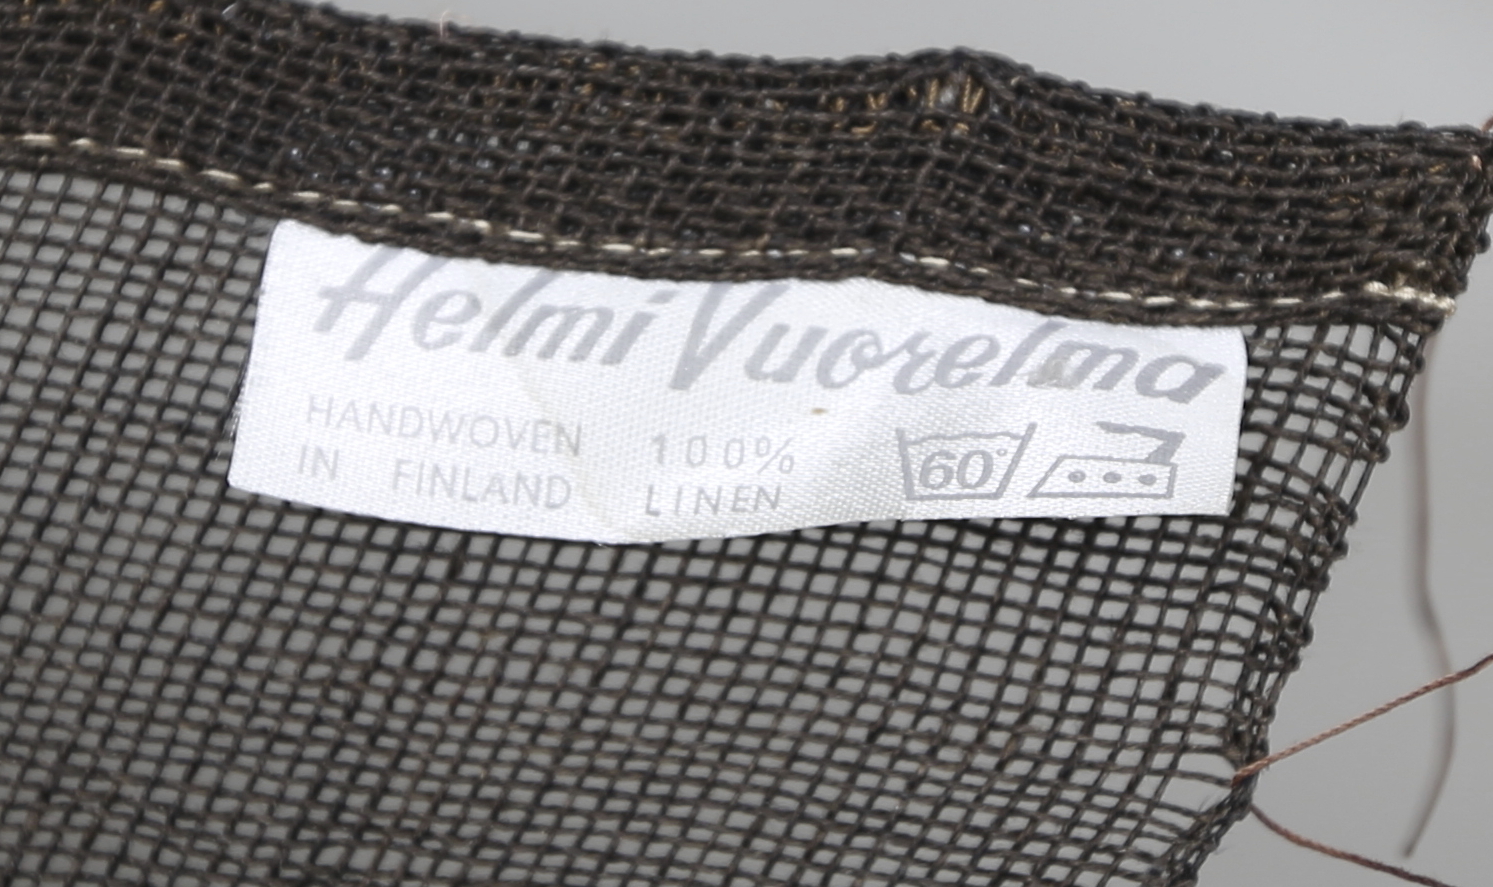 Helmi Vuorelma
HANDWOVEN 100%
IN FINLAND LINEN
60°